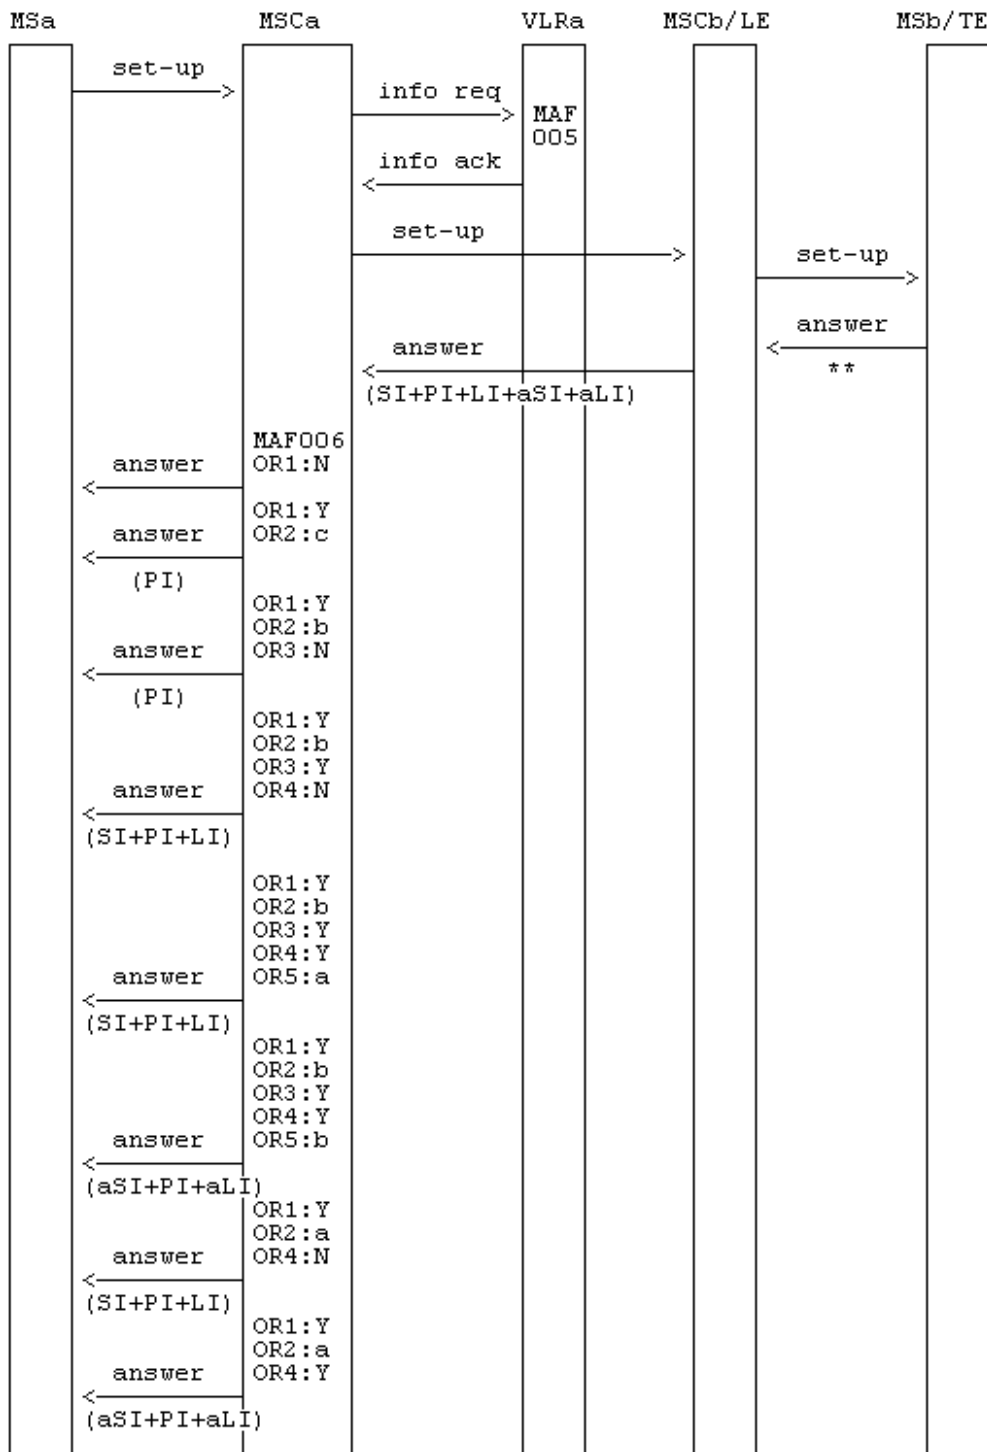 MSa MSCa VLRa MSCb/LE MSb/TE
set-up
info req
MAF
005
info ack
set-up
set-up
answer
answer
**
(SI+PI+LI+aSI+aLI)
MAF006
answer OR1:N
OR1:Y
answer OR2:c
(PI)
OR1:Y
OR2:b
answer OR3:N
(PI)
OR1:Y
OR2:b
OR3:Y
answer OR4:N
(SI+PI+LI)
OR1:Y
OR2:b
OR3:Y
OR4:Y
answer OR5:a
(SI+PI+LI)
OR1:Y
OR2:b
OR3:Y
OR4:Y
answer OR5:b
(aSI+PI+aLI)
OR1:Y
OR2:a
answer OR4:N
(SI+PI+LI)
OR1:Y
OR2:a
answer OR4:Y
(aSI+PI+aLI)